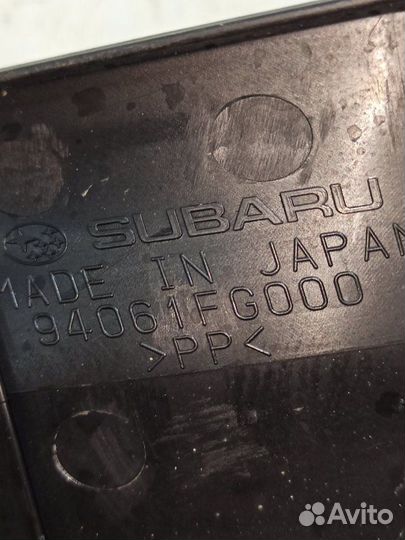 SUBARU
MADE IN JAPAN
94061FG000
>PP<
Avito